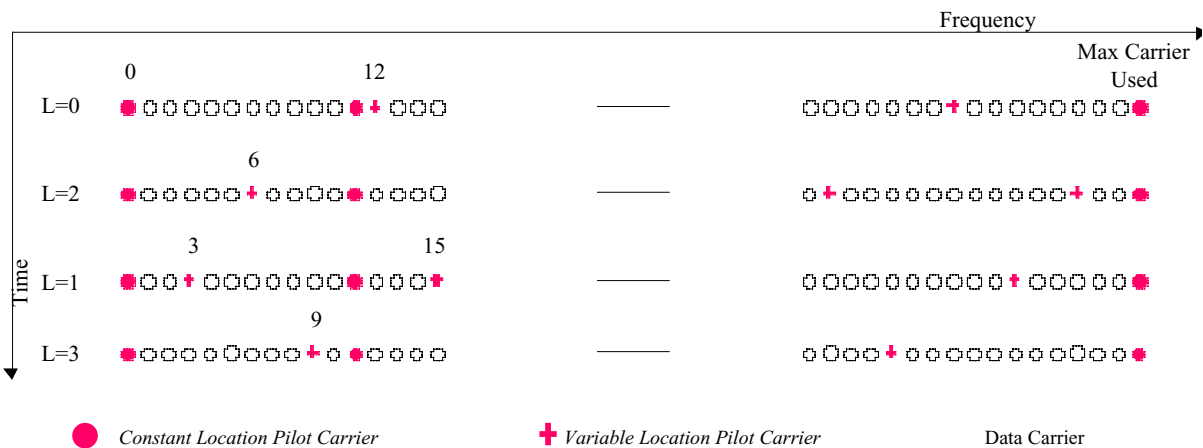 Frequency
Max Carrier
Used
0 12
L=0
6
L=2
3 15
L=1
Time
9
L=3
Constant Location Pilot Carrier
Variable Location Pilot Carrier
Data Carrier